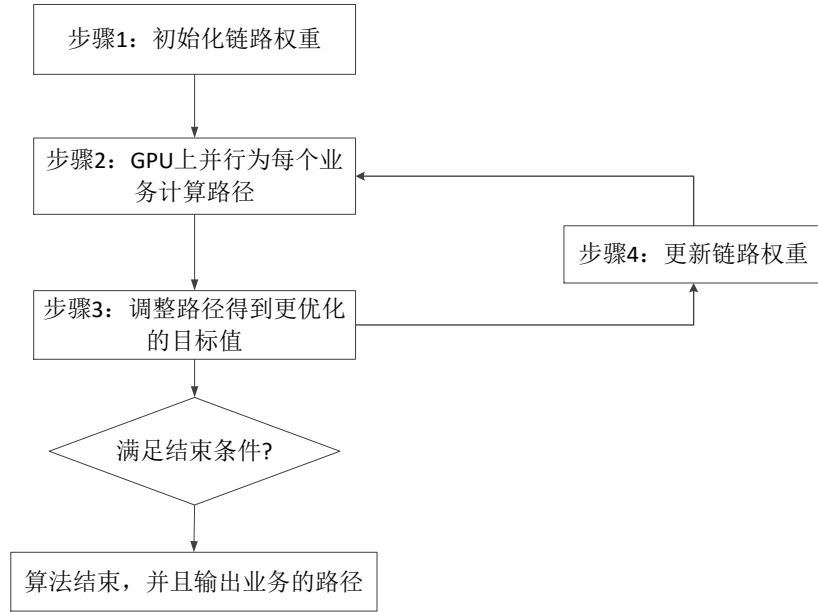 步骤1：初始化链路权重
步骤2：GPU上并行为每个业
务计算路径
步骤4：更新链路权重
步骤3：调整路径得到更优化
的目标值
满足结束条件?
算法结束，并且输出业务的路径